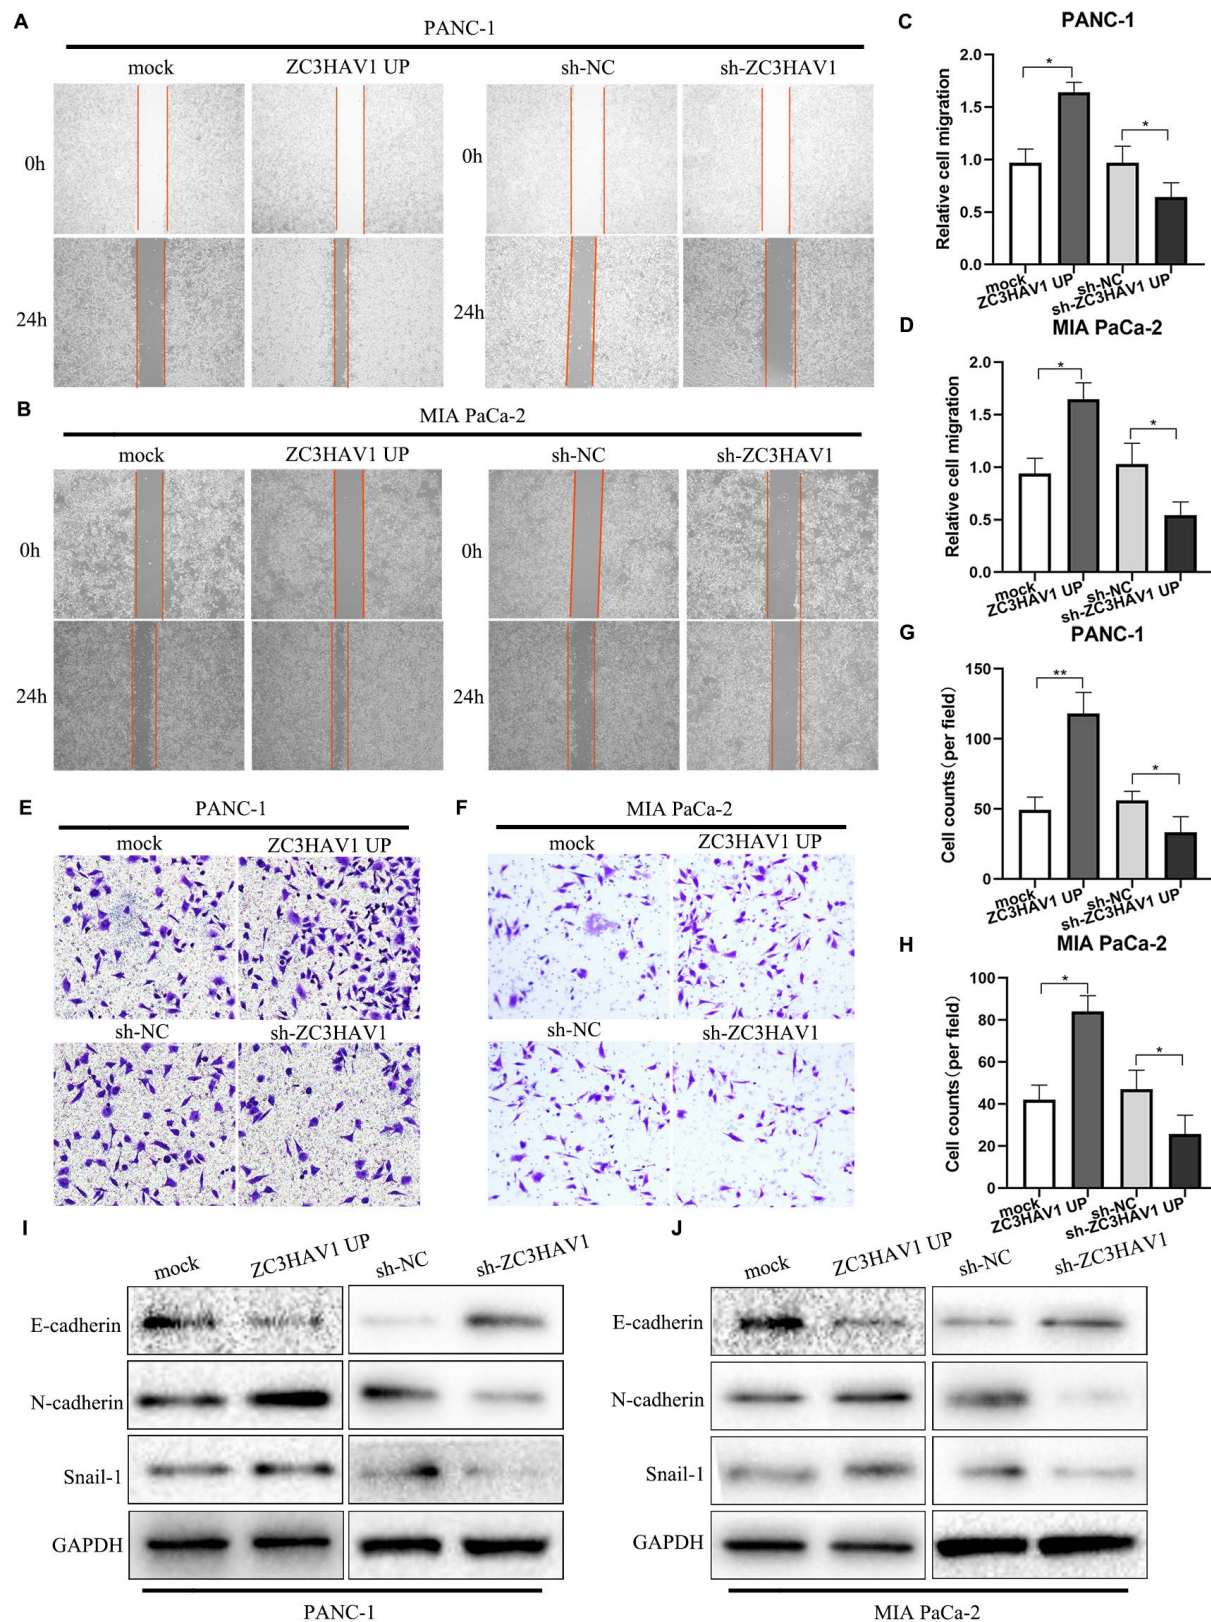 A
PANC-1
mock ZC3HAV1 UP sh-NC sh-ZC3HAV1
0h 0h
24h 24h
B
MIA PaCa-2
mock ZC3HAV1 UP sh-NC sh-ZC3HAV1
0h 0h
24h 24h
C PANC-1
Relative cell migration
2.0
1.5
1.0
0.5
0.0
* *
mock
ZC3HAV1 UP
sh-NC
sh-ZC3HAV1 UP
D MIA PaCa-2
Relative cell migration
2.0
1.5
1.0
0.5
0.0
* *
mock
ZC3HAV1 UP
sh-NC
sh-ZC3HAV1 UP
E PANC-1
mock ZC3HAV1 UP
sh-NC sh-ZC3HAV1
F MIA PaCa-2
mock ZC3HAV1 UP
sh-NC sh-ZC3HAV1
G PANC-1
Cell counts (per field)
150
100
50
0
** *
mock
ZC3HAV1 UP
sh-NC
sh-ZC3HAV1 UP
H MIA PaCa-2
Cell counts (per field)
100
80
60
40
20
0
* *
mock
ZC3HAV1 UP
sh-NC
sh-ZC3HAV1 UP
I
mock ZC3HAV1 UP sh-NC sh-ZC3HAV1
E-cadherin
N-cadherin
Snail-1
GAPDH
PANC-1
J
mock ZC3HAV1 UP sh-NC sh-ZC3HAV1
E-cadherin
N-cadherin
Snail-1
GAPDH
MIA PaCa-2